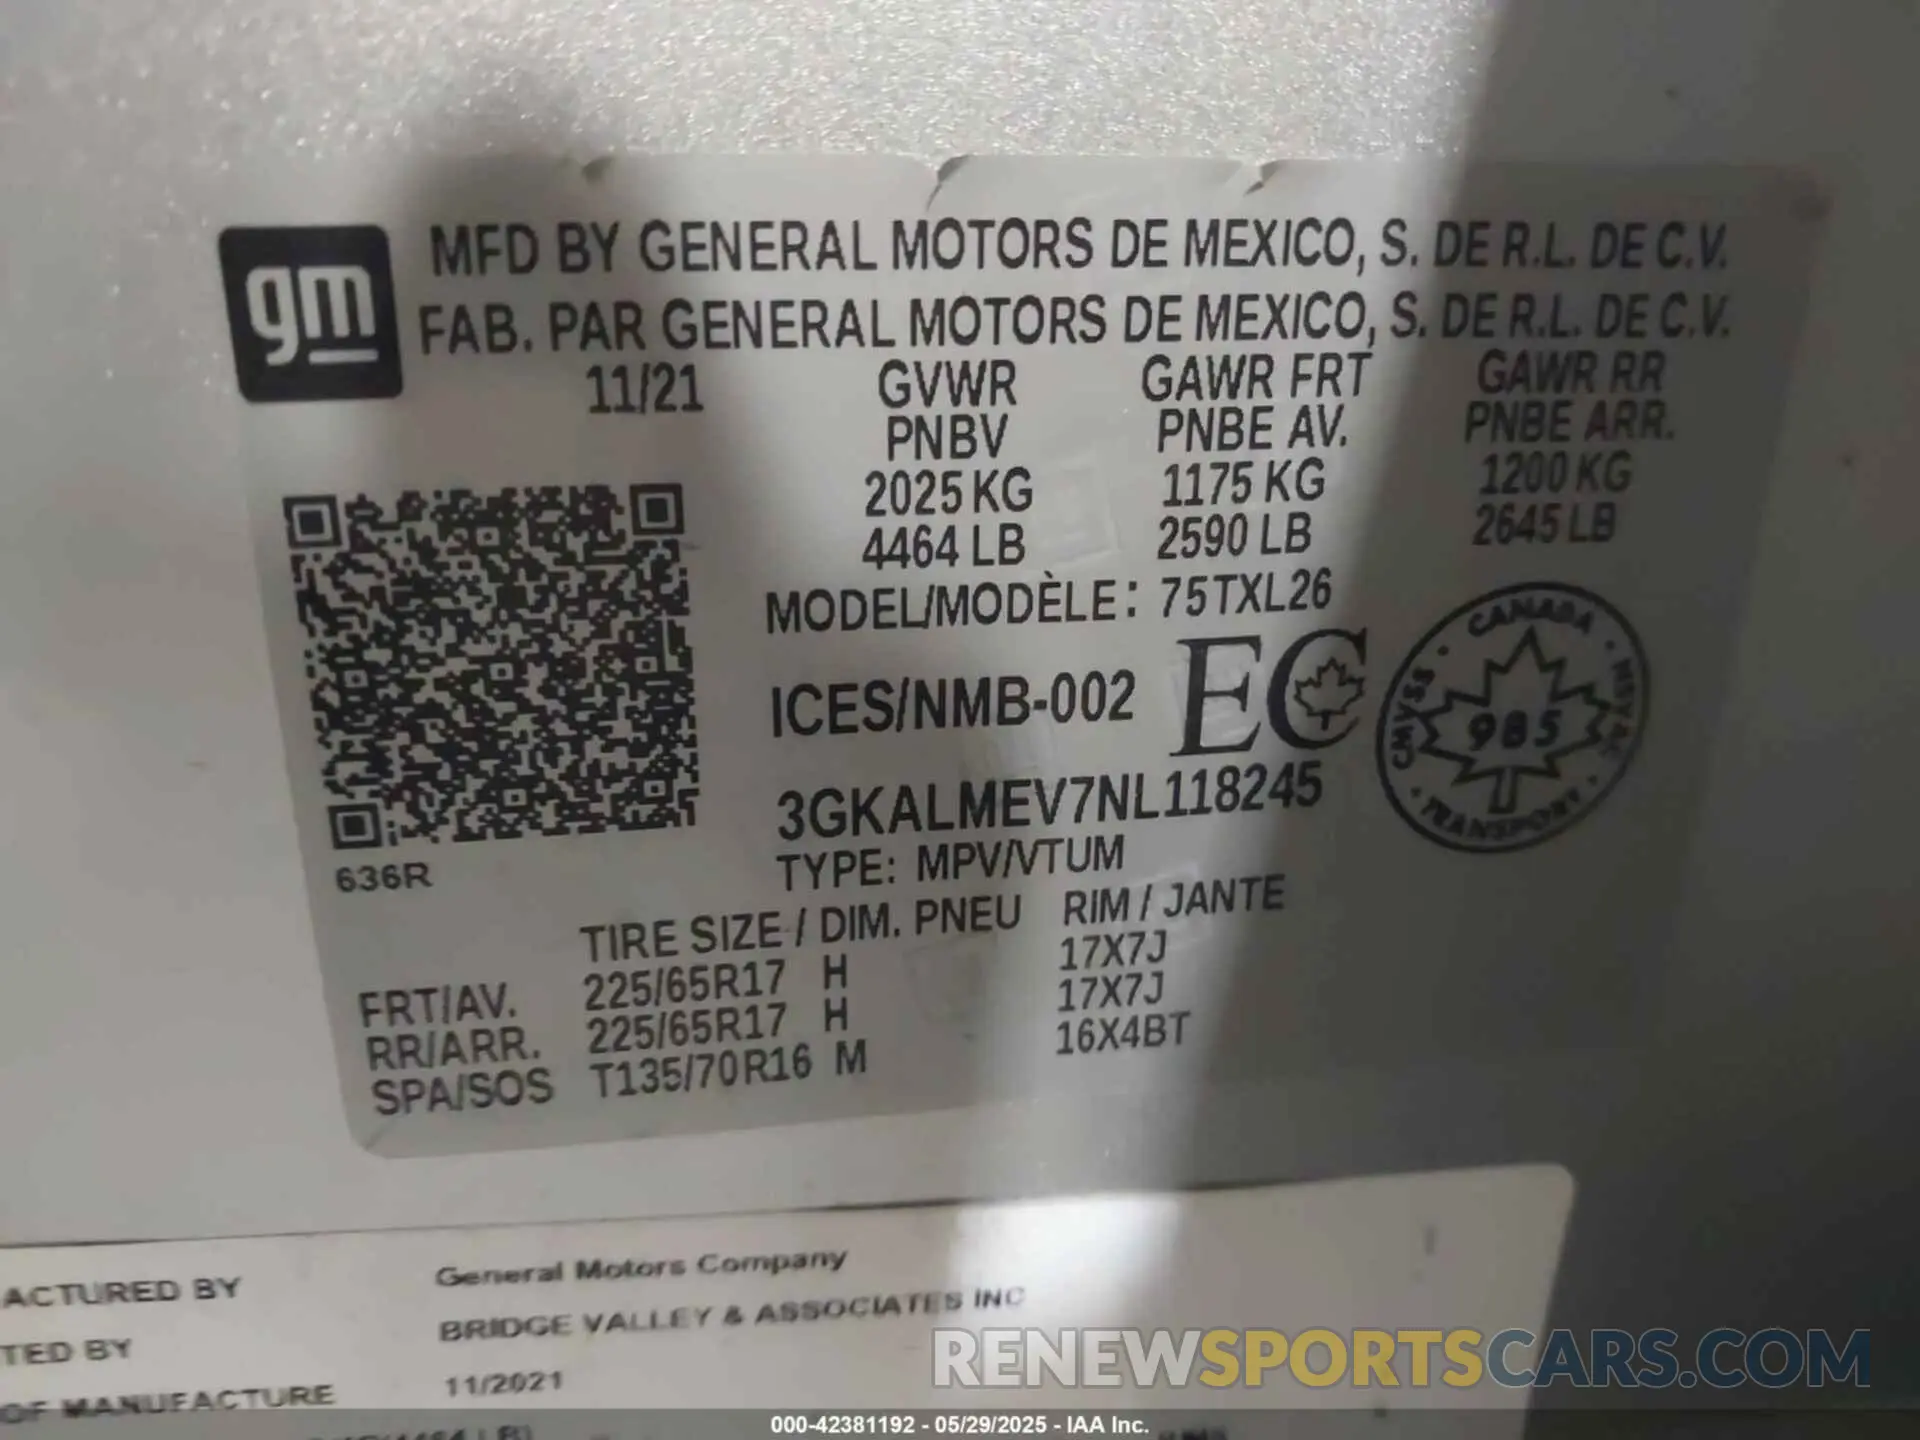 gm
MFD BY GENERAL MOTORS DE MEXICO, S. DE R.L. DE C.V.
FAB. PAR GENERAL MOTORS DE MEXICO, S. DE R.L. DE C.V.
11/21 GVWR GAWR FRT GAWR RR
PNBV PNBE AV. PNBE ARR.
2025 KG 1175 KG 1200 KG
4464 LB 2590 LB 2645 LB
MODEL/MODÈLE: 75TXL26
ICES/NMB-002 EC
CANADA
CMVSS 985 NSVAC
TRANSPORT
3GKALMEV7NL118245
636R
TYPE: MPV/VTUM
TIRE SIZE / DIM. PNEU RIM / JANTE
FRT/AV. 225/65R17 H 17X7J
RR/ARR. 225/65R17 H 17X7J
SPA/SOS T135/70R16 M 16X4BT
ACTURED BY General Motors Company
TED BY BRIDGE VALLEY & ASSOCIATES INC
OF MANUFACTURE 11/2021
RENEWSPORTSCARS.COM
000-42381192 - 05/29/2025 - IAA Inc.